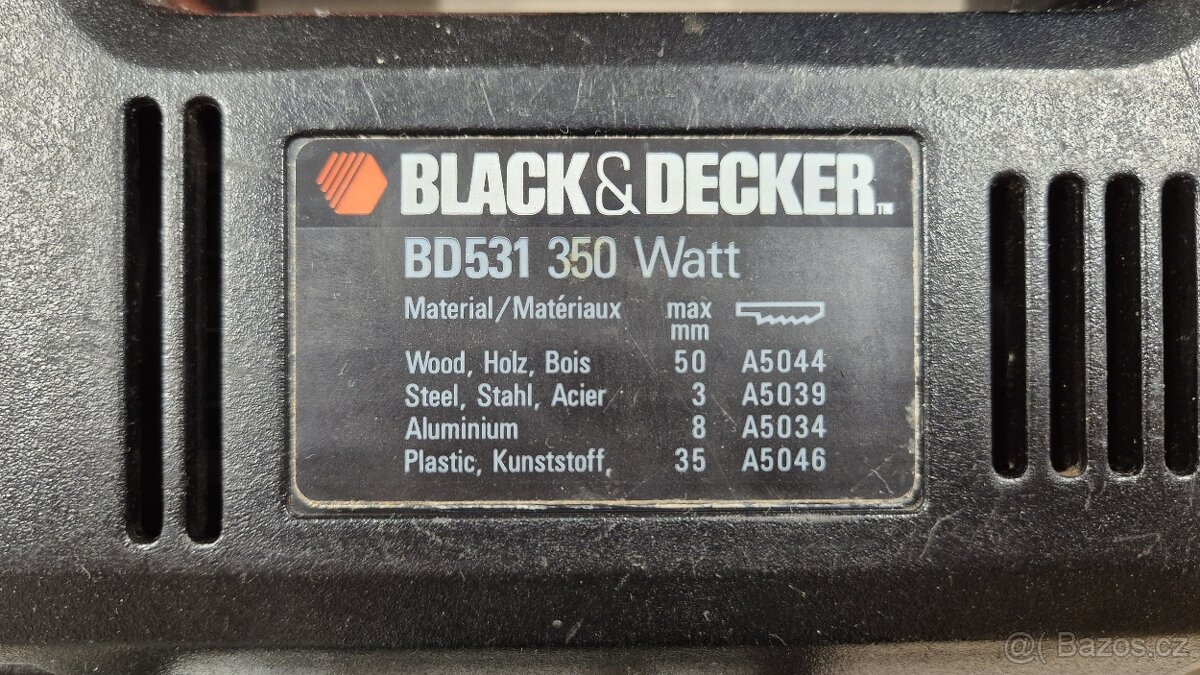 BLACK&DECKER™
BD531 350 Watt
Material/Matériaux max mm
Wood, Holz, Bois 50 A5044
Steel, Stahl, Acier 3 A5039
Aluminium 8 A5034
Plastic, Kunststoff, 35 A5046
Bazos.cz